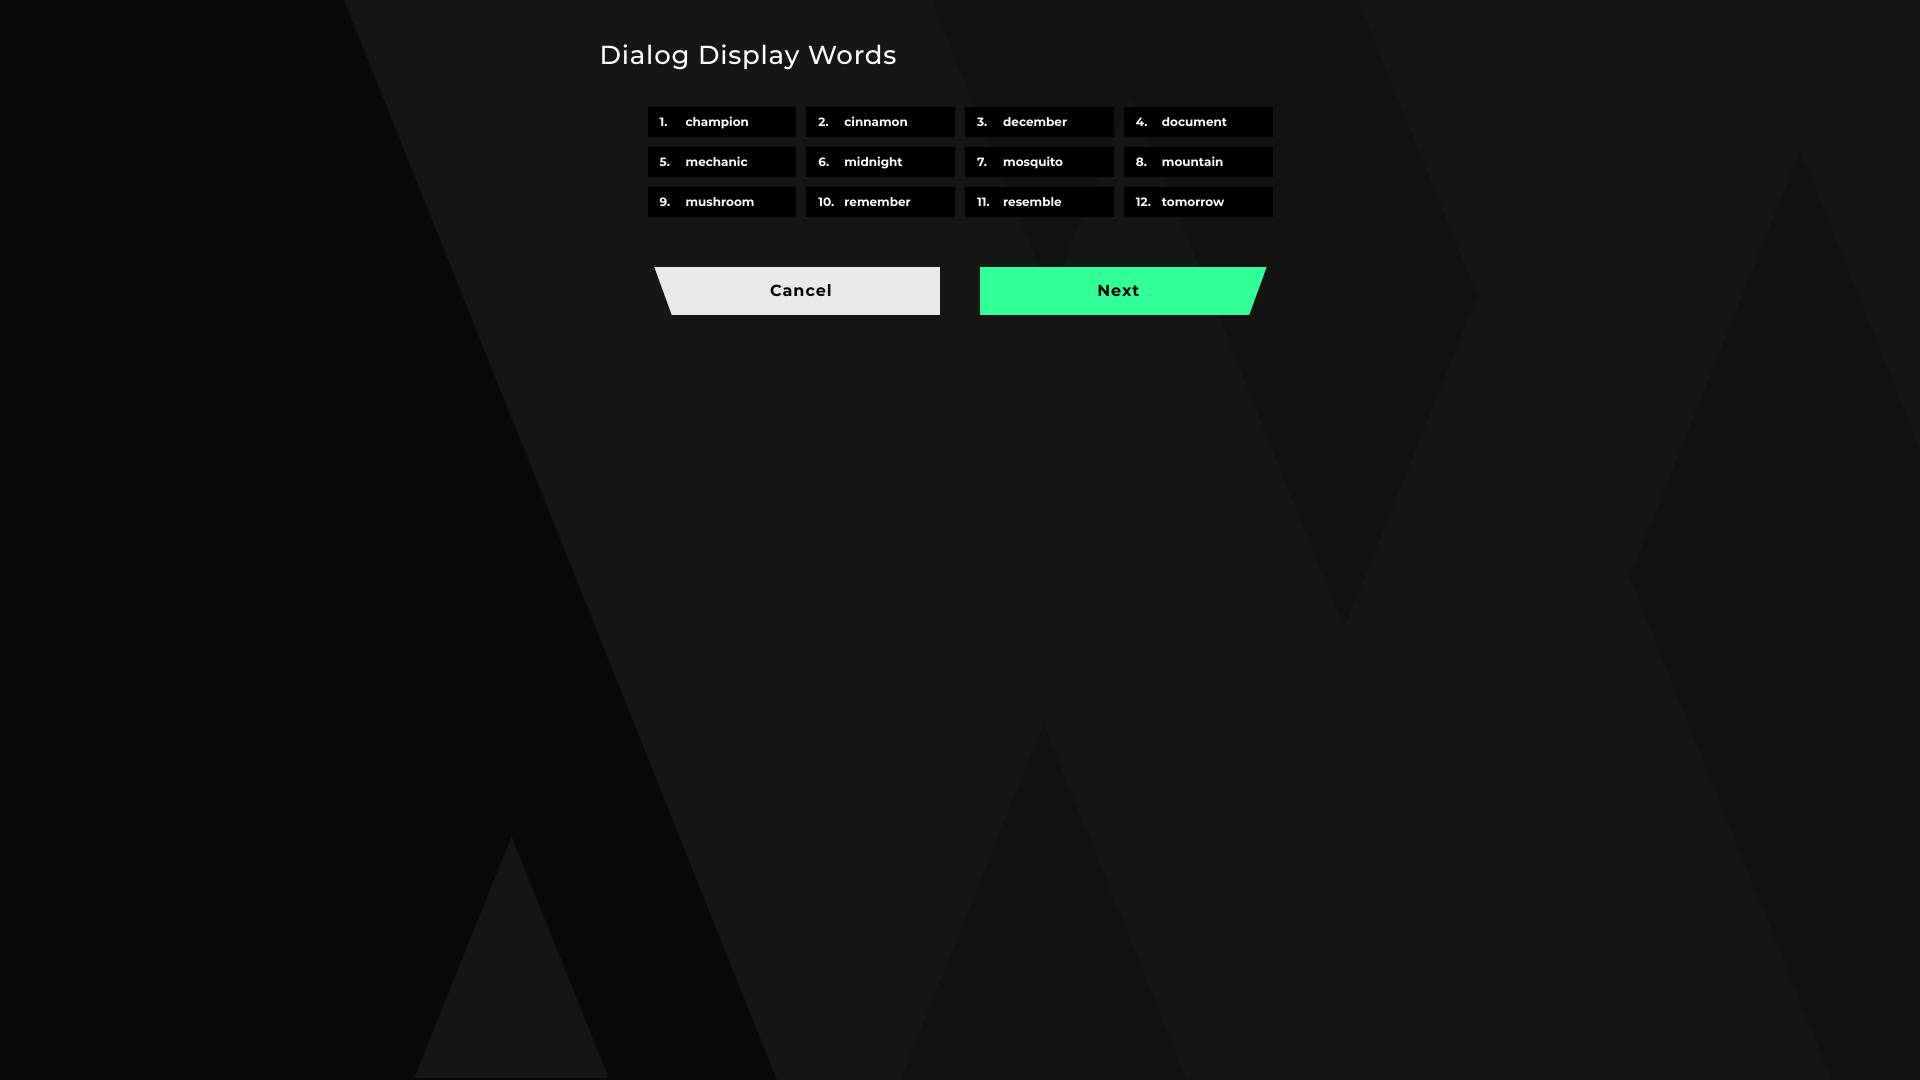 Dialog Display Words
1. champion 2. cinnamon 3. december 4. document
5. mechanic 6. midnight 7. mosquito 8. mountain
9. mushroom 10. remember 11. resemble 12. tomorrow
Cancel Next